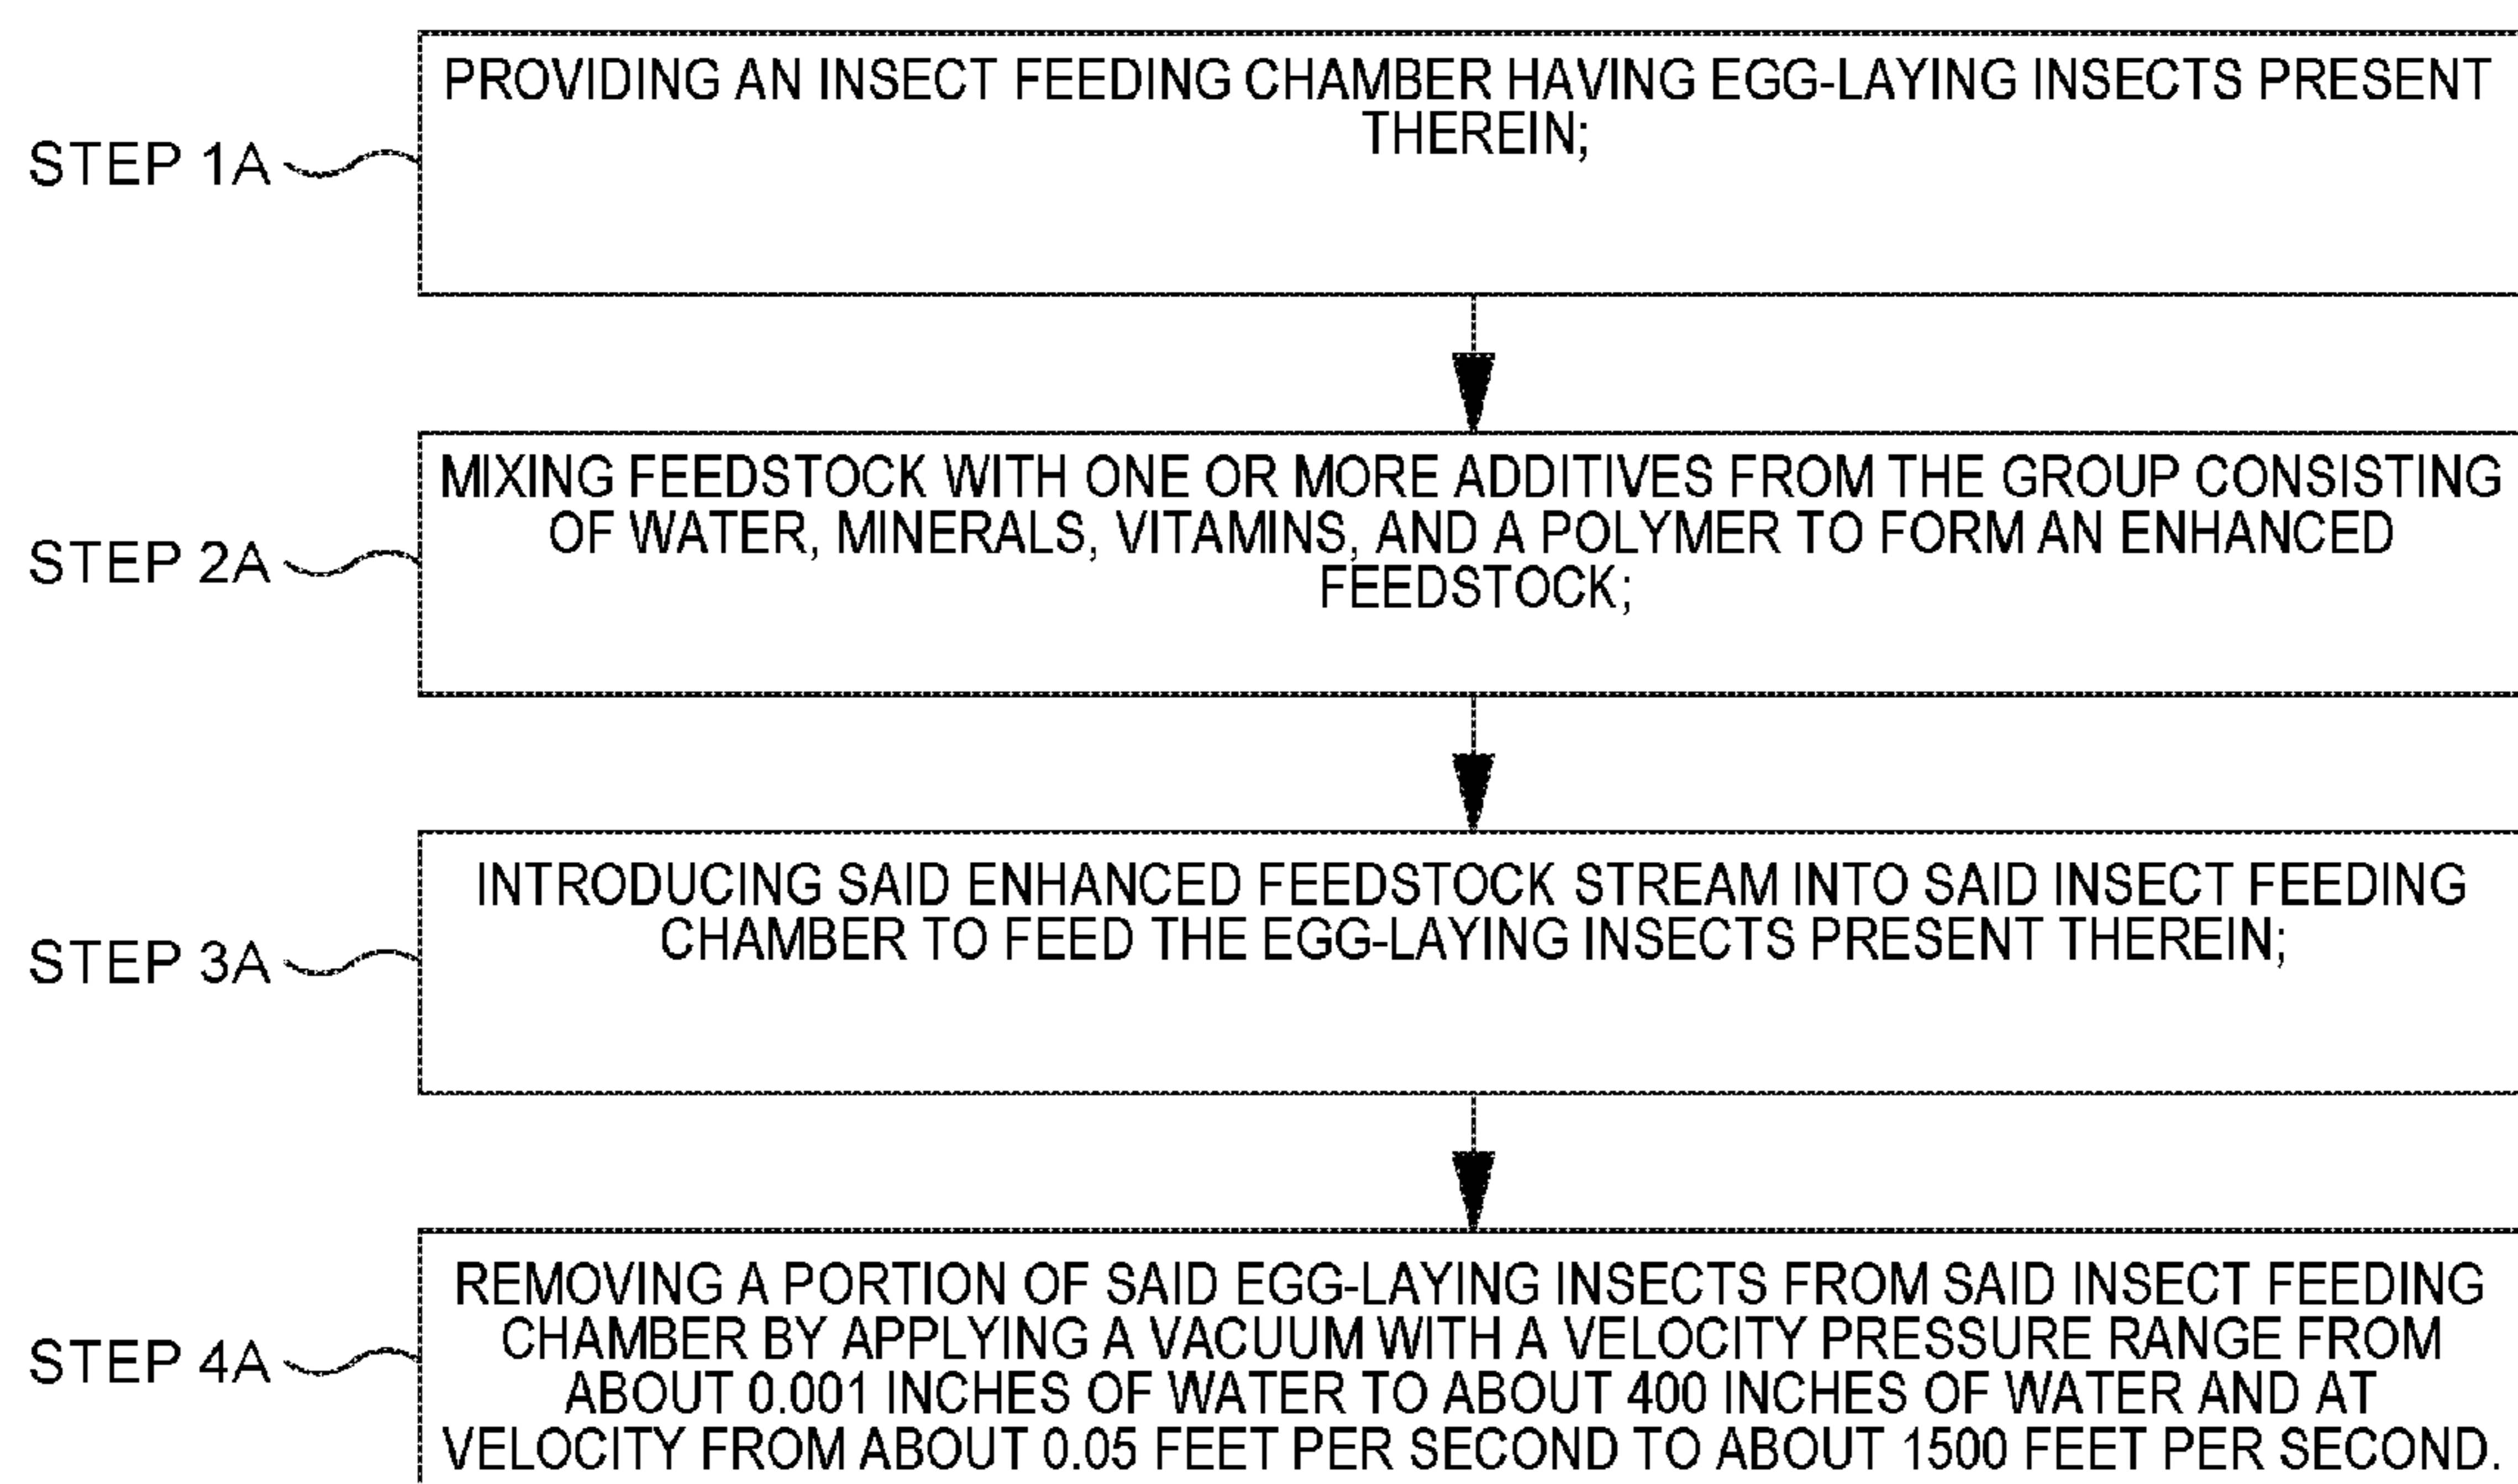 PROVIDING AN INSECT FEEDING CHAMBER HAVING EGG-LAYING INSECTS PRESENT
THEREIN;
STEP 1A
MIXING FEEDSTOCK WITH ONE OR MORE ADDITIVES FROM THE GROUP CONSISTING
OF WATER, MINERALS, VITAMINS, AND A POLYMER TO FORM AN ENHANCED
FEEDSTOCK;
STEP 2A
INTRODUCING SAID ENHANCED FEEDSTOCK STREAM INTO SAID INSECT FEEDING
CHAMBER TO FEED THE EGG-LAYING INSECTS PRESENT THEREIN;
STEP 3A
REMOVING A PORTION OF SAID EGG-LAYING INSECTS FROM SAID INSECT FEEDING
CHAMBER BY APPLYING A VACUUM WITH A VELOCITY PRESSURE RANGE FROM
ABOUT 0.001 INCHES OF WATER TO ABOUT 400 INCHES OF WATER AND AT
VELOCITY FROM ABOUT 0.05 FEET PER SECOND TO ABOUT 1500 FEET PER SECOND.
STEP 4A